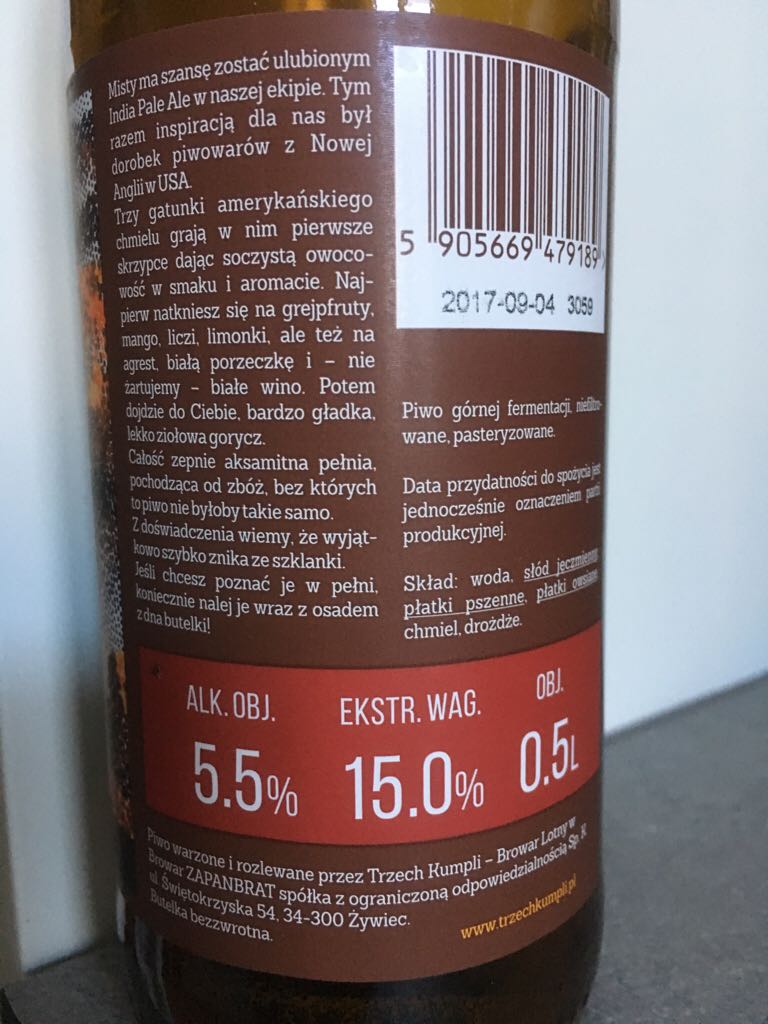 Misty ma szansę zostać ulubionym
India Pale Ale w naszej ekipie. Tym
razem inspiracją dla nas był
dorobek piwowarów z Nowej
Anglii w USA.
Trzy gatunki amerykańskiego
chmielu grają w nim pierwsze
skrzypce dając soczystą owoco-
wość w smaku i aromacie. Naj-
pierw natkniesz się na grejpfruty,
mango, liczi, limonki, ale też na
agrest, białą porzeczkę i – nie
żartujemy – białe wino. Potem
dojdzie do Ciebie, bardzo gładka,
lekko ziołowa gorycz.
Całość zepnie aksamitna pełnia,
pochodząca od zbóż, bez których
to piwo nie byłoby takie samo.
Z doświadczenia wiemy, że wyjąt-
kowo szybko znika ze szklanki.
Jeśli chcesz poznać je w pełni,
koniecznie nalej je wraz z osadem
z dna butelki!
5 905669 479189 >
2017-09-04 3059
Piwo górnej fermentacji, niefiltro-
wane, pasteryzowane.
Data przydatności do spożycia jest
jednocześnie oznaczeniem partii
produkcyjnej.
Skład: woda, słód jęczmienny,
płatki pszenne, płatki owsiane,
chmiel, drożdże.
ALK. OBJ. EKSTR. WAG. OBJ.
5.5% 15.0% 0.5L
Piwo warzone i rozlewane przez Trzech Kumpli – Browar Lotny w
Browar ZAPANBRAT spółka z ograniczoną odpowiedzialnością Sp. K
ul Świętokrzyska 54, 34-300 Żywiec.
Butelka bezzwrotna.
www.trzechkumpli.pl